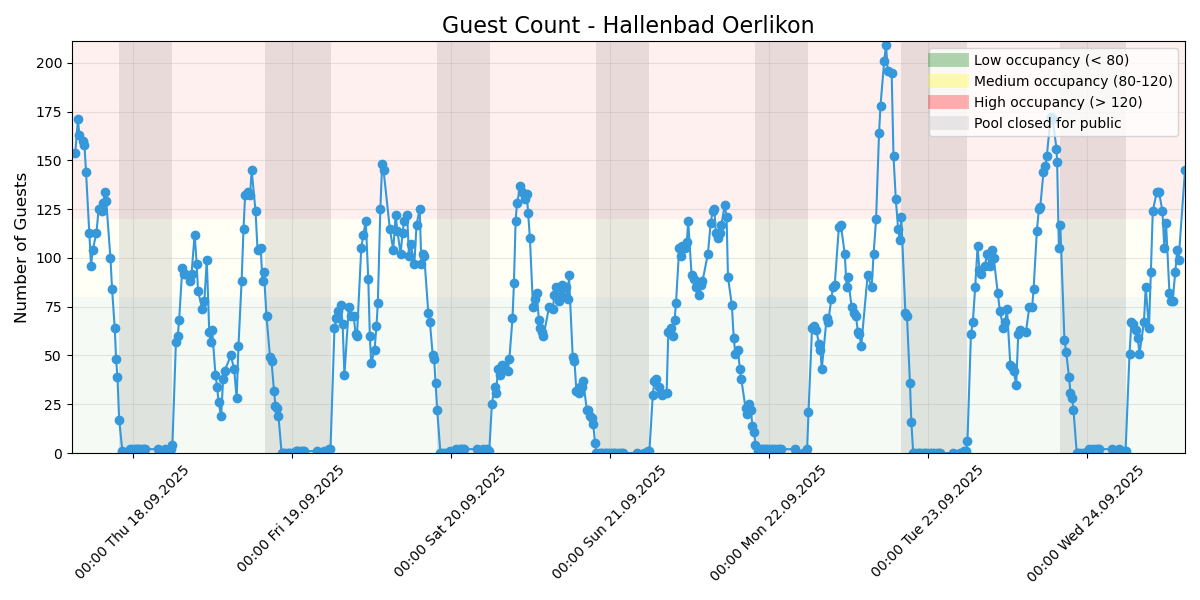 Guest Count - Hallenbad Oerlikon
Number of Guests
200
175
150
125
100
75
50
25
0
Low occupancy (< 80)
Medium occupancy (80-120)
High occupancy (> 120)
Pool closed for public
00:00 Thu 18.09.2025
00:00 Fri 19.09.2025
00:00 Sat 20.09.2025
00:00 Sun 21.09.2025
00:00 Mon 22.09.2025
00:00 Tue 23.09.2025
00:00 Wed 24.09.2025